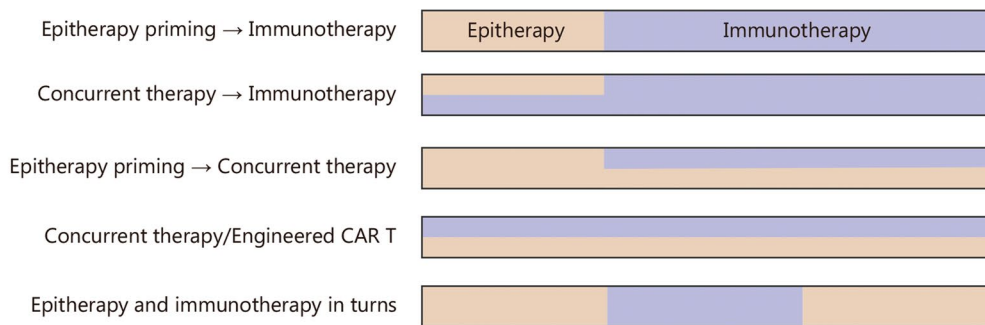 Epitherapy priming → Immunotherapy
Epitherapy
Immunotherapy
Concurrent therapy → Immunotherapy
Epitherapy priming → Concurrent therapy
Concurrent therapy/Engineered CAR T
Epitherapy and immunotherapy in turns